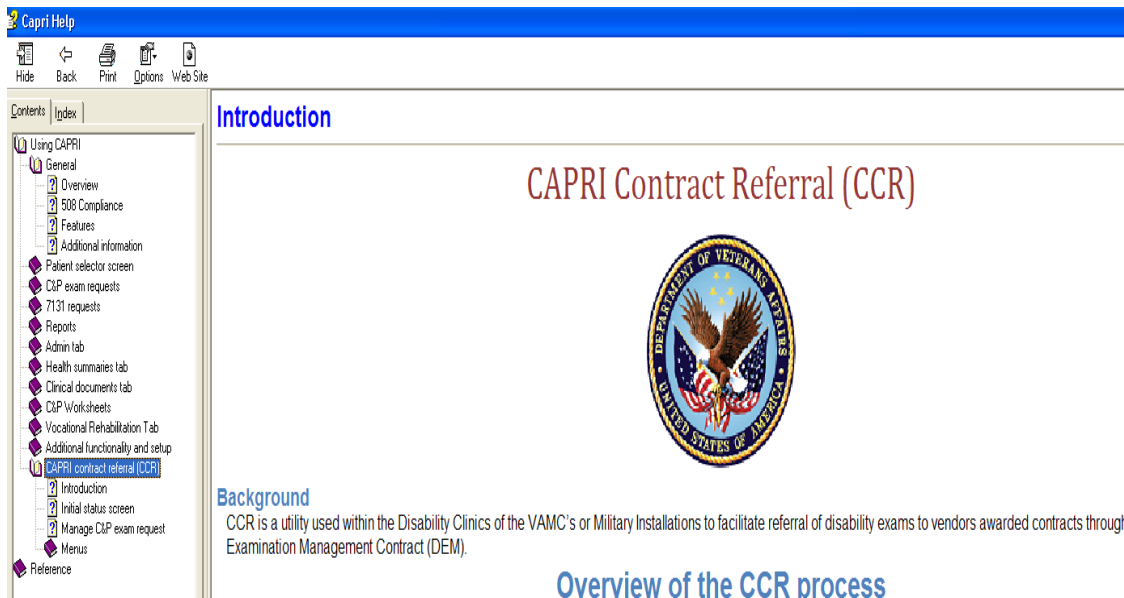 Capri Help
Hide Back Print Options Web Site
Contents Index
Using CAPRI
General
Overview
508 Compliance
Features
Additional information
Patient selector screen
C&P exam requests
7131 requests
Reports
Admin tab
Health summaries tab
Clinical documents tab
C&P Worksheets
Vocational Rehabilitation Tab
Additional functionality and setup
CAPRI contract referral (CCR)
Introduction
Initial status screen
Manage C&P exam request
Menus
Reference
Introduction
CAPRI Contract Referral (CCR)
DEPARTMENT OF VETERANS AFFAIRS
UNITED STATES OF AMERICA
Background
CCR is a utility used within the Disability Clinics of the VAMC's or Military Installations to facilitate referral of disability exams to vendors awarded contracts through
Examination Management Contract (DEM).
Overview of the CCR process